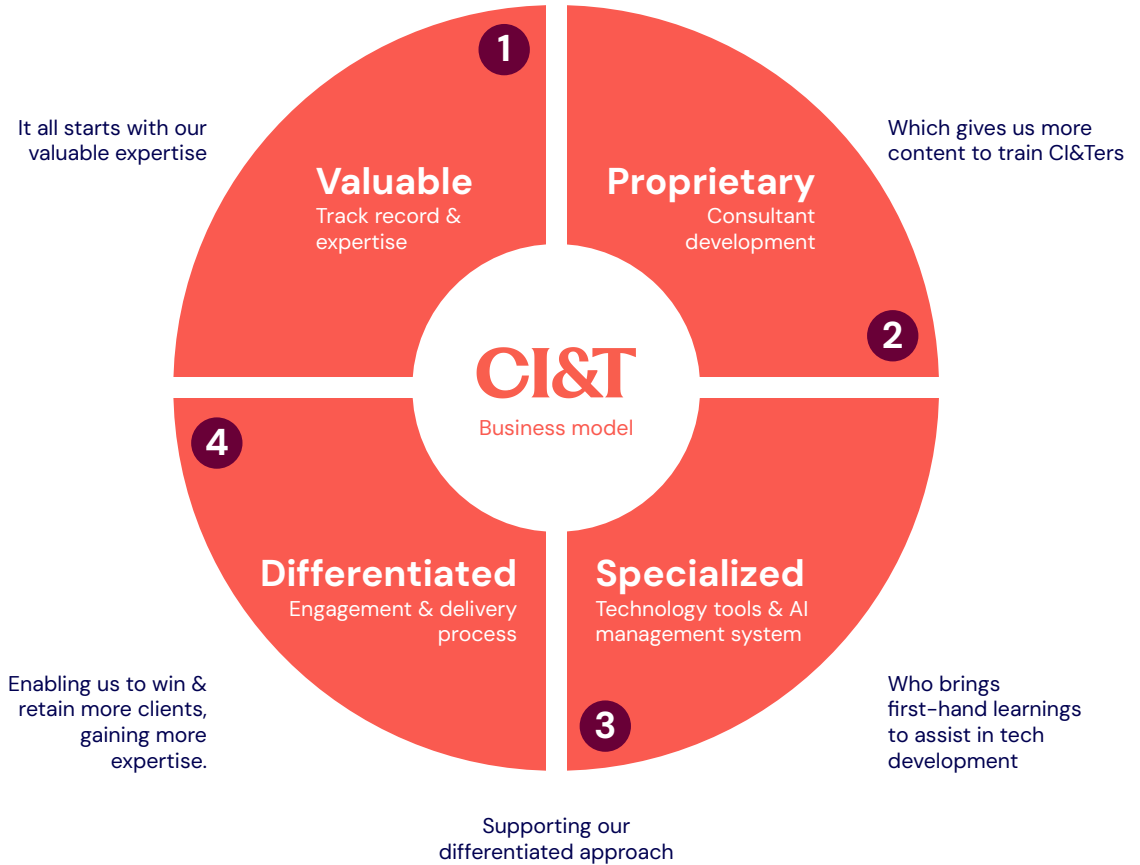 1
It all starts with our
valuable expertise
Valuable
Track record &
expertise
Which gives us more
content to train CI&Ters
Proprietary
Consultant
development
2
CI&T
Business model
4
Differentiated
Engagement & delivery
process
Specialized
Technology tools & AI
management system
3
Enabling us to win &
retain more clients,
gaining more
expertise.
Who brings
first-hand learnings
to assist in tech
development
Supporting our
differentiated approach